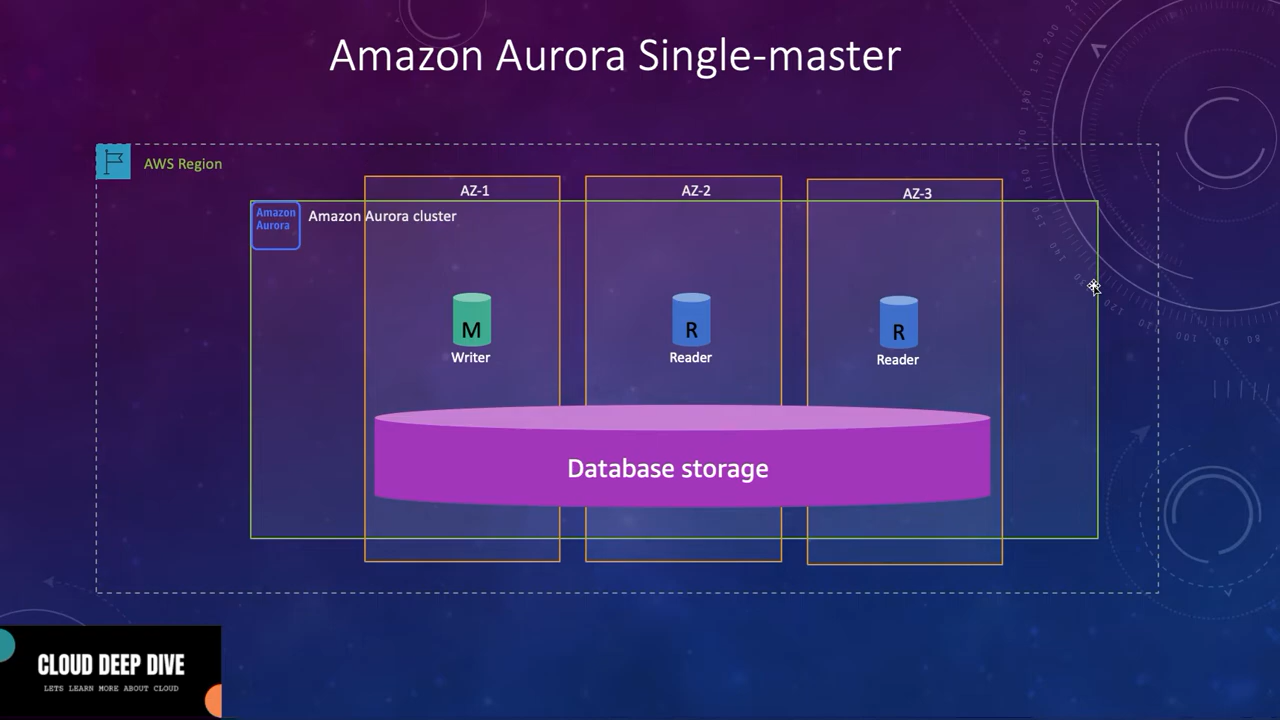 Amazon Aurora Single-master
AWS Region
AZ-1
AZ-2
AZ-3
Amazon
Aurora
Amazon Aurora cluster
M
Writer
R
Reader
R
Reader
Database storage
CLOUD DEEP DIVE
LETS LEARN MORE ABOUT CLOUD